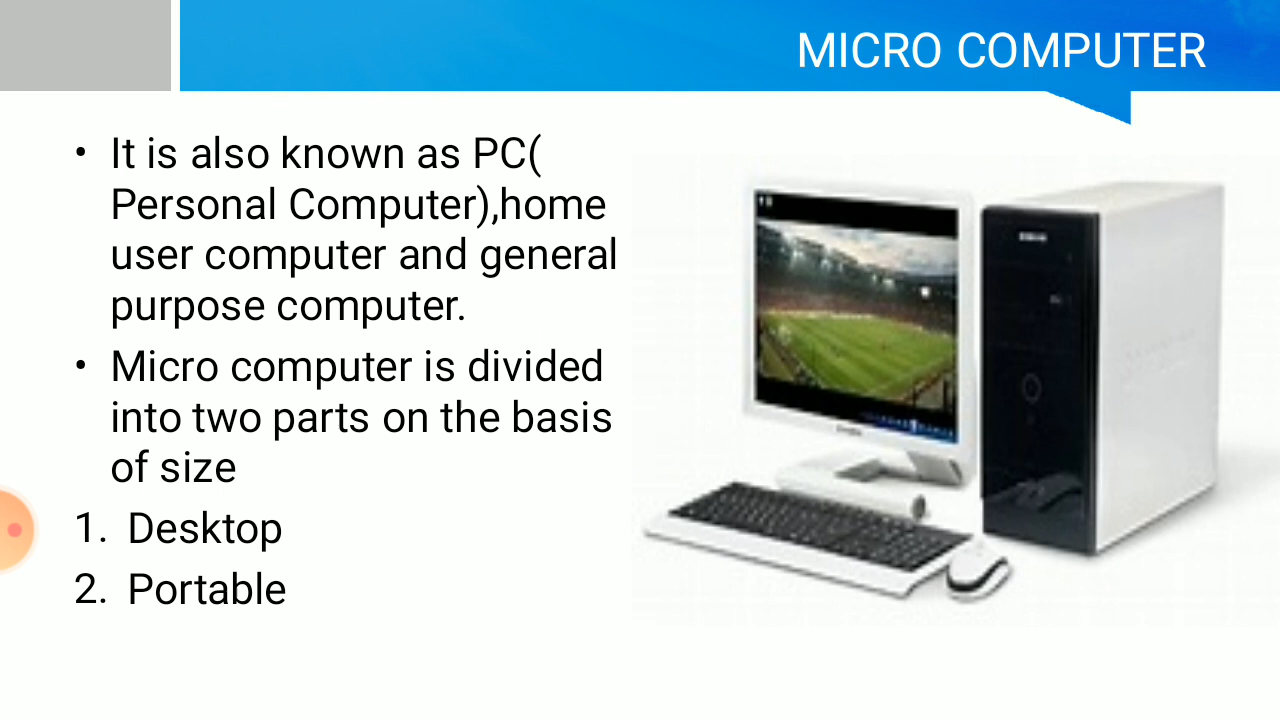 MICRO COMPUTER
• It is also known as PC(
Personal Computer),home
user computer and general
purpose computer.
• Micro computer is divided
into two parts on the basis
of size
1. Desktop
2. Portable